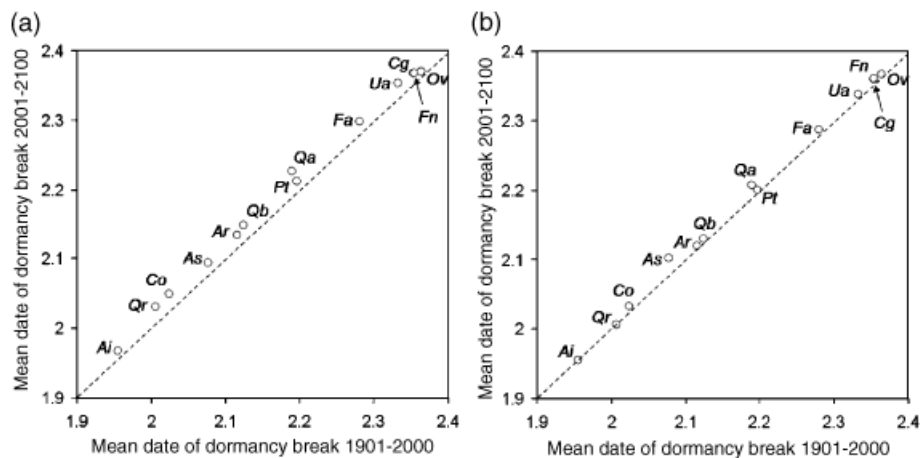 (a)
Mean date of dormancy break 2001-2100
2.4
2.3
2.2
2.1
2
1.9
Cg
Ov
Ua
Fn
Fa
Qa
Pt
Qb
Ar
As
Co
Qr
Ai
1.9 2 2.1 2.2 2.3 2.4
Mean date of dormancy break 1901-2000
(b)
Mean date of dormancy break 2001-2100
2.4
2.3
2.2
2.1
2
1.9
Fn
Ov
Ua
Cg
Fa
Qa
Pt
Qb
Ar
As
Co
Qr
Ai
1.9 2 2.1 2.2 2.3 2.4
Mean date of dormancy break 1901-2000